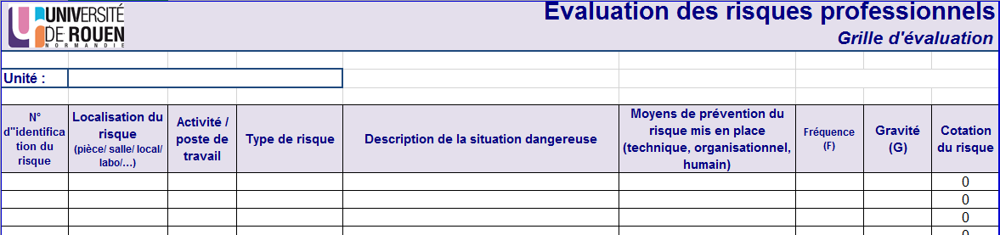 UNIVERSITÉ
DE ROUEN
NORMANDIE
Evaluation des risques professionnels
Grille d'évaluation
Unité :
N°
d"identifica
tion du
risque
Localisation du
risque
(pièce/ salle/ local/
labo/…)
Activité /
poste de
travail
Type de risque
Description de la situation dangereuse
Moyens de prévention du
risque mis en place
(technique, organisationnel,
humain)
Fréquence
(F)
Gravité
(G)
Cotation
du risque
0
0
0